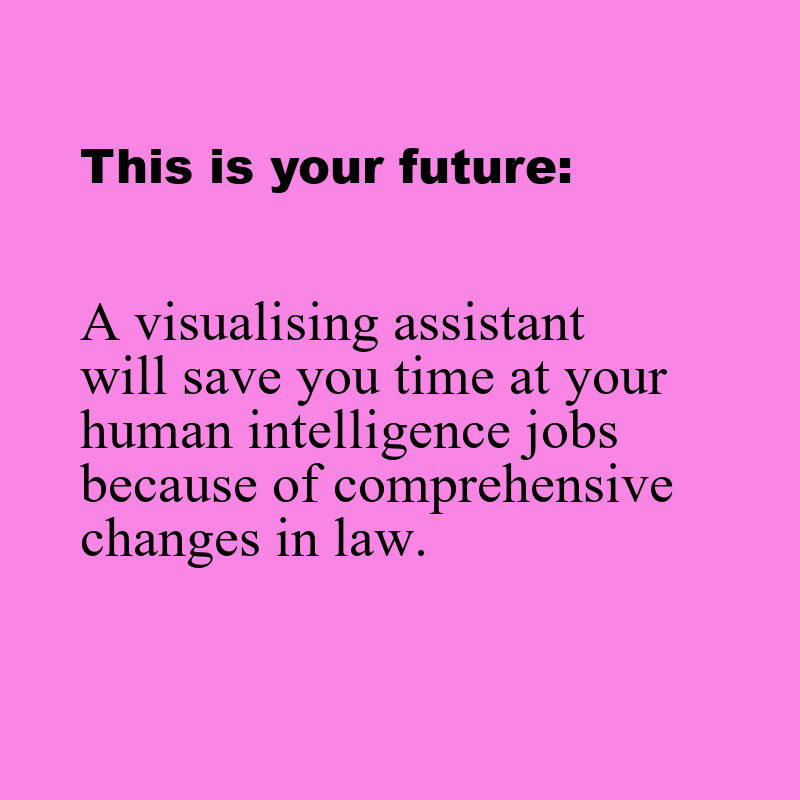 This is your future:
A visualising assistant
will save you time at your
human intelligence jobs
because of comprehensive
changes in law.